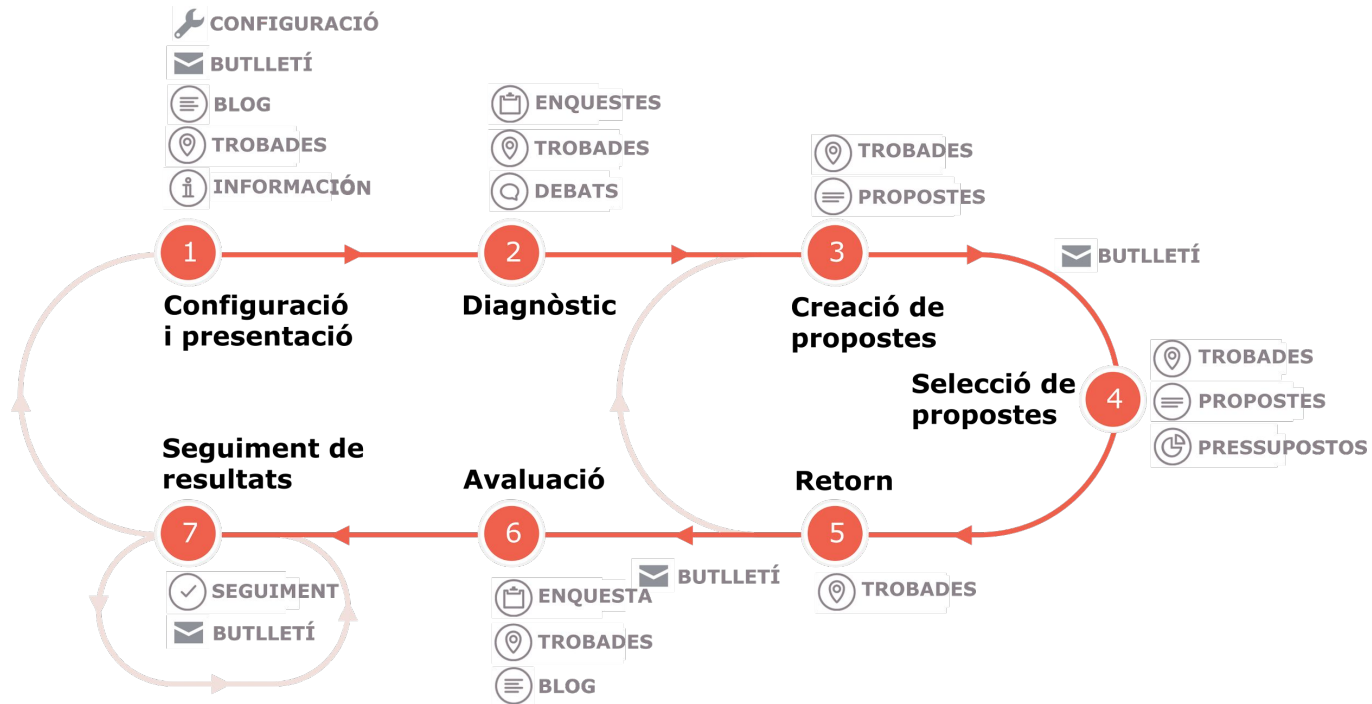 CONFIGURACIÓ
BUTLLETÍ
BLOG
TROBADES
INFORMACIÓN
1
Configuració
i presentació
ENQUESTES
TROBADES
DEBATS
2
Diagnòstic
TROBADES
PROPOSTES
3
Creació de
propostes
BUTLLETÍ
Selecció de
propostes
4
TROBADES
PROPOSTES
PRESSUPOSTOS
Retorn
5
TROBADES
BUTLLETÍ
Avaluació
6
ENQUESTA
TROBADES
BLOG
Seguiment de
resultats
7
SEGUIMENT
BUTLLETÍ